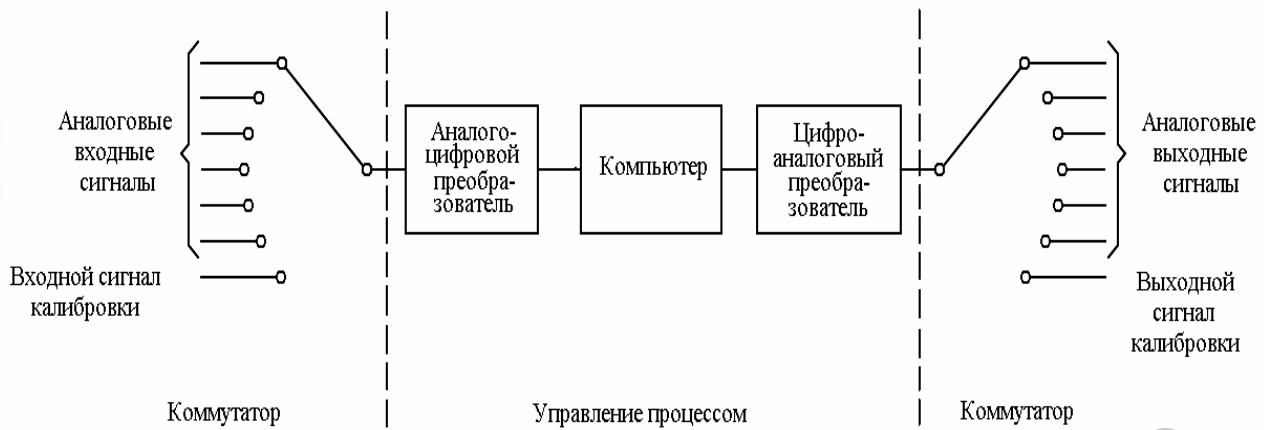 Аналоговые
входные
сигналы
Входной сигнал
калибровки
Коммутатор
Аналого-
цифровой
преобра-
зователь
Компьютер
Цифро-
аналоговый
преобра-
зователь
Управление процессом
Аналоговые
выходные
сигналы
Выходной
сигнал
калибровки
Коммутатор